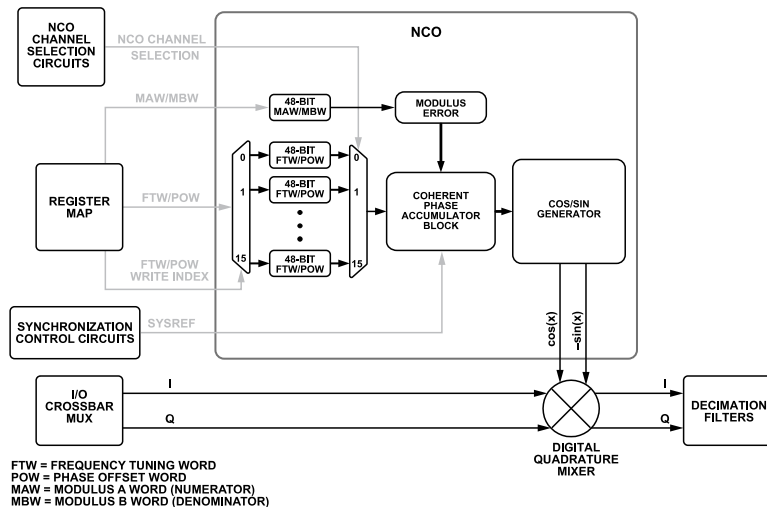 NCO
CHANNEL
SELECTION
CIRCUITS
NCO CHANNEL
SELECTION
NCO
MAW/MBW
48-BIT
MAW/MBW
MODULUS
ERROR
REGISTER
MAP
FTW/POW
FTW/POW
WRITE INDEX
0
1
15
48-BIT
FTW/POW
48-BIT
FTW/POW
48-BIT
FTW/POW
0
1
15
COHERENT
PHASE
ACCUMULATOR
BLOCK
COS/SIN
GENERATOR
SYNCHRONIZATION
CONTROL CIRCUITS
SYSREF
cos(x)
–sin(x)
I/O
CROSSBAR
MUX
I
Q
I
Q
DECIMATION
FILTERS
DIGITAL
QUADRATURE
MIXER
FTW = FREQUENCY TUNING WORD
POW = PHASE OFFSET WORD
MAW = MODULUS A WORD (NUMERATOR)
MBW = MODULUS B WORD (DENOMINATOR)